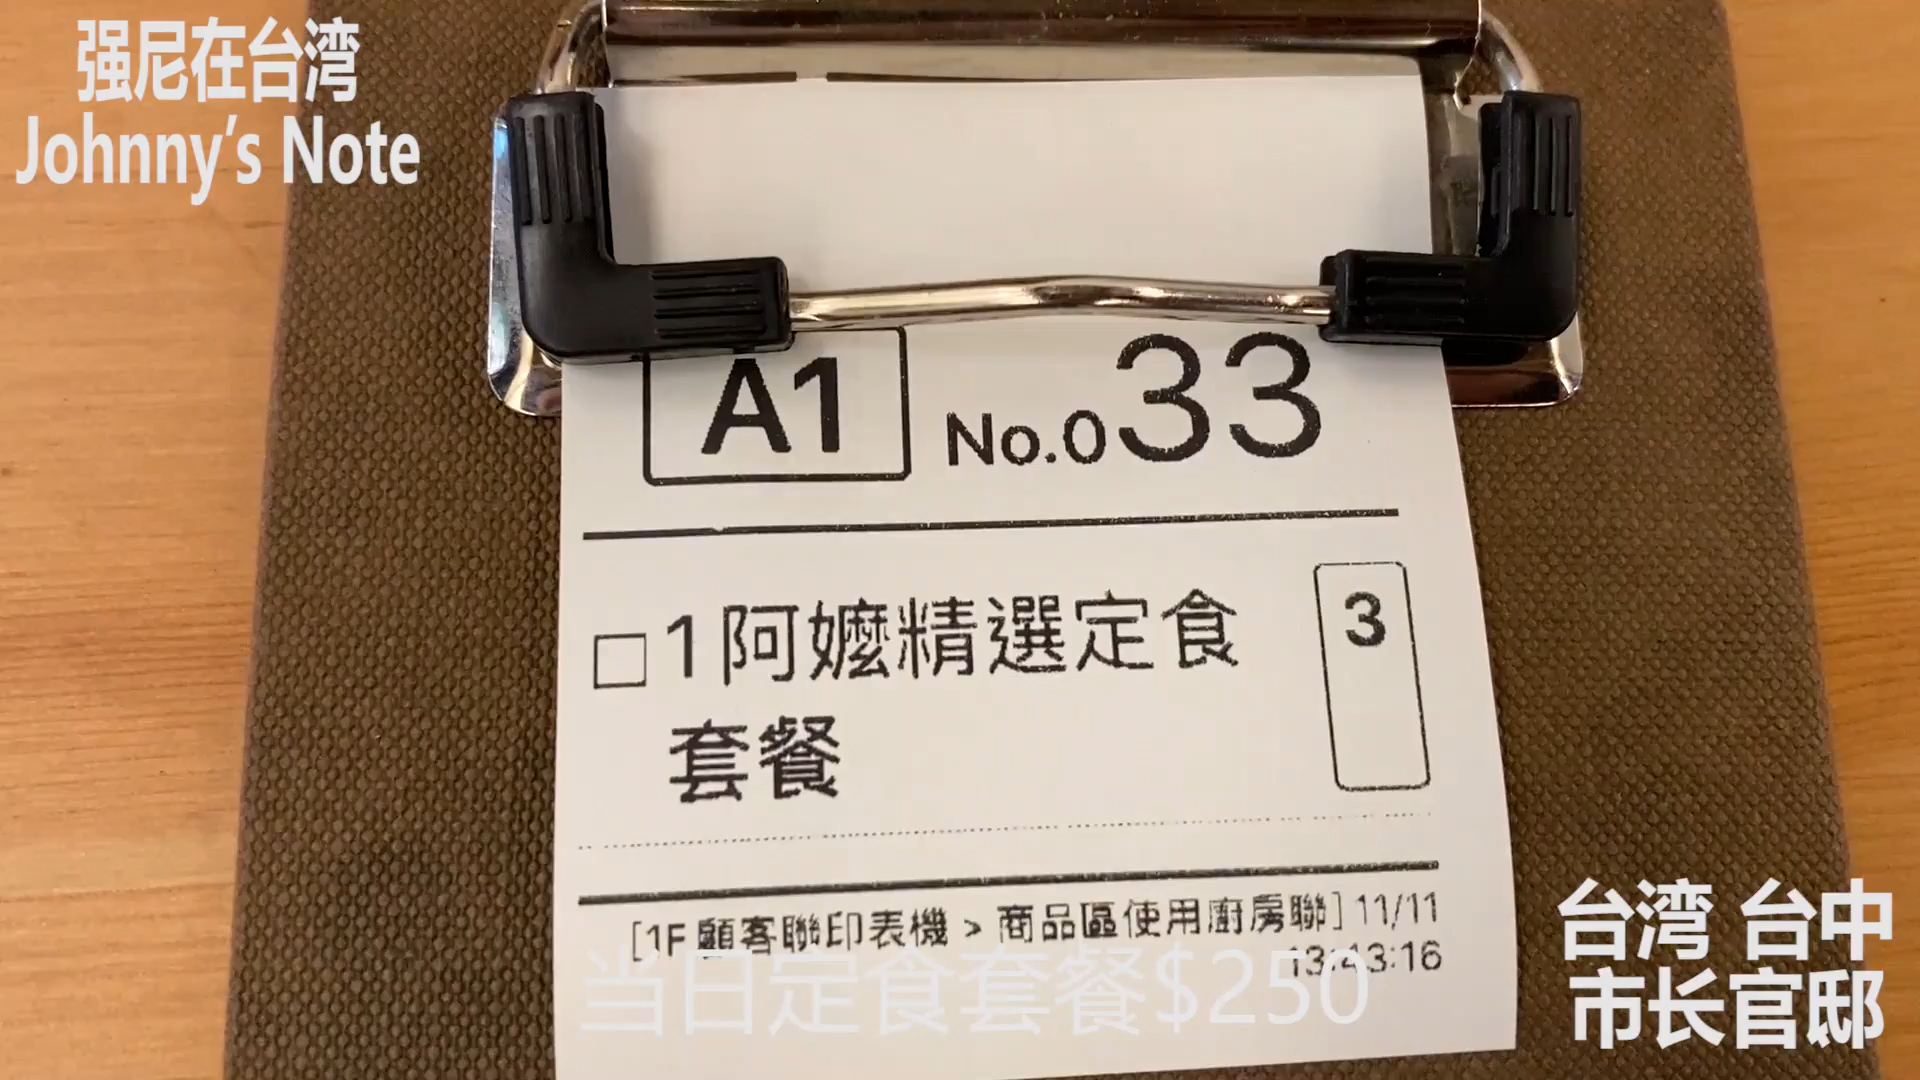 强尼在台湾
Johnny's Note
A1
No.033
□1阿嬤精選定食
套餐
3
[1F顧客聯印表機 > 商品區使用廚房聯] 11/11
13:43:16
当日定食套餐$250
台湾 台中
市长官邸